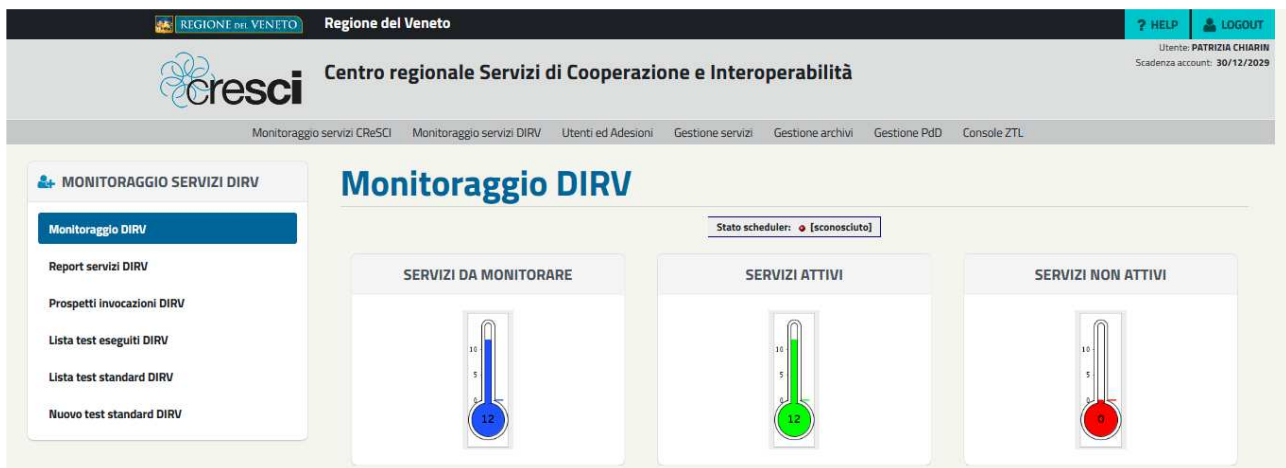 REGIONE DEL VENETO
Regione del Veneto
? HELP
LOGOUT
Utente: PATRIZIA CHIARIN
Scadenza account: 30/12/2029
cresci
Centro regionale Servizi di Cooperazione e Interoperabilità
Monitoraggio servizi CReSCI Monitoraggio servizi DIRV Utenti ed Adesioni Gestione servizi Gestione archivi Gestione PdD Console ZTL
MONITORAGGIO SERVIZI DIRV
Monitoraggio DIRV
Report servizi DIRV
Prospetti invocazioni DIRV
Lista test eseguiti DIRV
Lista test standard DIRV
Nuovo test standard DIRV
Monitoraggio DIRV
Stato scheduler: [sconosciuto]
SERVIZI DA MONITORARE
10
5
0
12
SERVIZI ATTIVI
10
5
0
12
SERVIZI NON ATTIVI
10
5
0
0